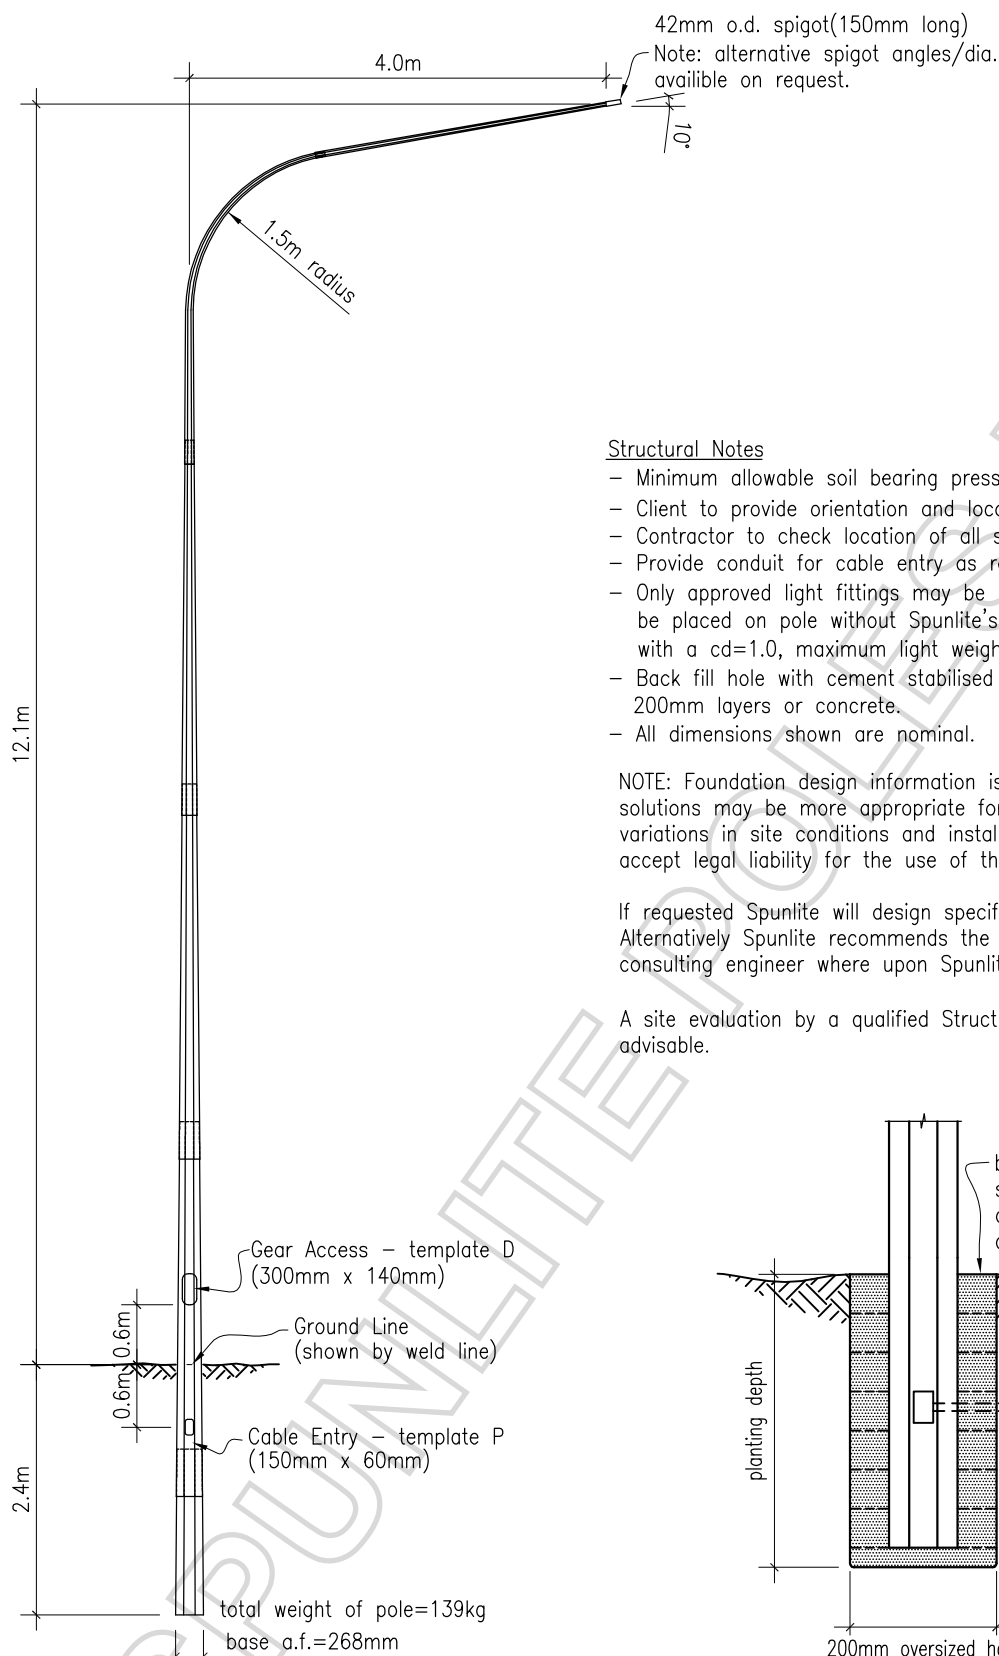 42mm o.d. spigot(150mm long)
Note: alternative spigot angles/dia.
availible on request.
4.0m
10°
1.5m radius
12.1m
Structural Notes
– Minimum allowable soil bearing press
– Client to provide orientation and loca
– Contractor to check location of all s
– Provide conduit for cable entry as r
– Only approved light fittings may be
be placed on pole without Spunlite's
with a cd=1.0, maximum light weigh
– Back fill hole with cement stabilised
200mm layers or concrete.
– All dimensions shown are nominal.
NOTE: Foundation design information is
solutions may be more appropriate for
variations in site conditions and instal
accept legal liability for the use of th
If requested Spunlite will design specif
Alternatively Spunlite recommends the
consulting engineer where upon Spunlit
A site evaluation by a qualified Struct
advisable.
Gear Access – template D
(300mm x 140mm)
0.6m
Ground Line
(shown by weld line)
0.6m
Cable Entry – template P
(150mm x 60mm)
2.4m
planting depth
total weight of pole=139kg
base a.f.=268mm
200mm oversized ho
SPUNLITE POLES